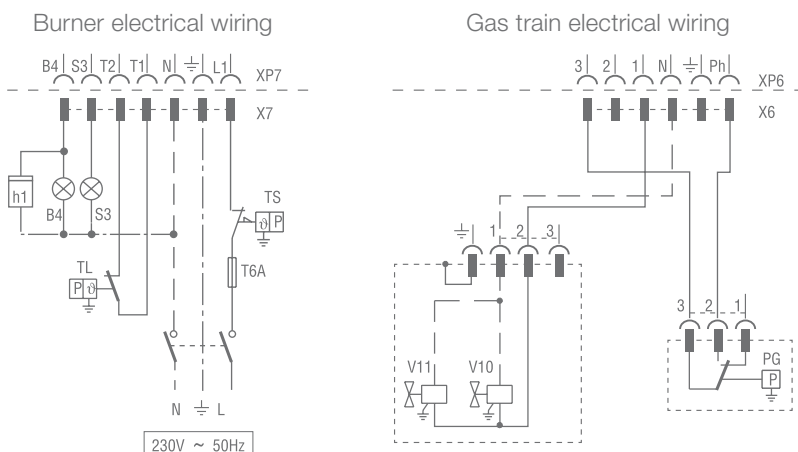 Burner electrical wiring
Gas train electrical wiring
B4 S3 T2 T1 N L1
XP7
X7
3 2 1 N Ph
XP6
X6
h1
B4 S3
TS
ϑ P
T6A
TL
P ϑ
N L
230V ~ 50Hz
1 2 3
V11 V10
3 2 1
PG
P